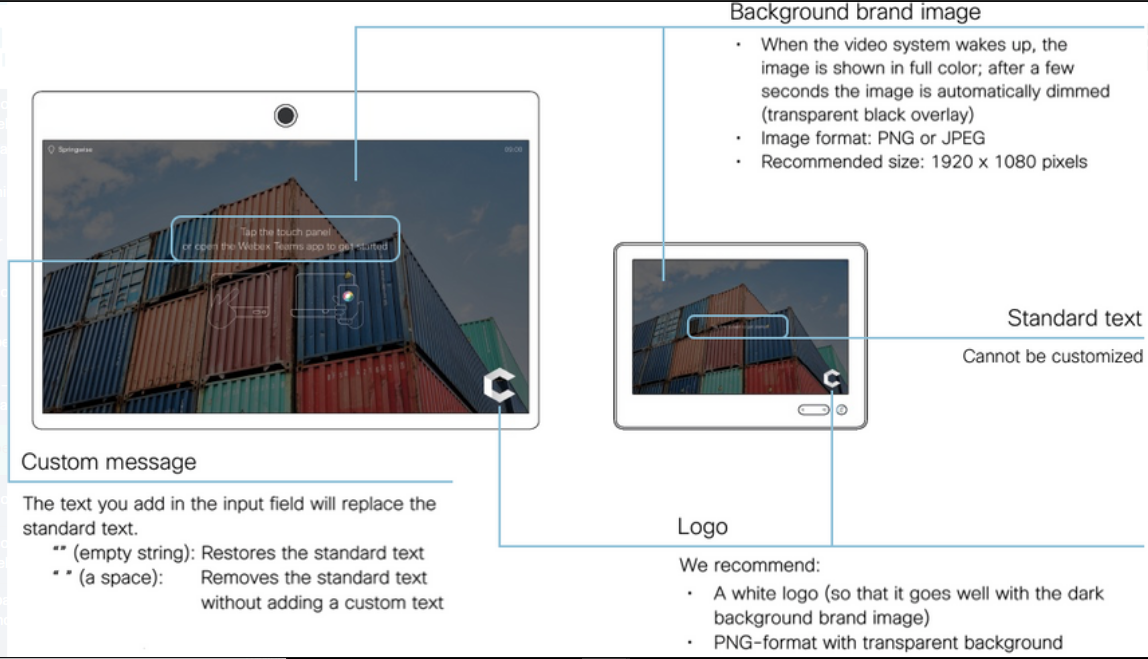 Background brand image
• When the video system wakes up, the
image is shown in full color; after a few
seconds the image is automatically dimmed
(transparent black overlay)
• Image format: PNG or JPEG
• Recommended size: 1920 x 1080 pixels
Tap the touch panel
or open the Webex Teams app to get started
Standard text
Cannot be customized
Custom message
The text you add in the input field will replace the
standard text.
"" (empty string): Restores the standard text
" " (a space): Removes the standard text
without adding a custom text
Logo
We recommend:
• A white logo (so that it goes well with the dark
background brand image)
• PNG-format with transparent background